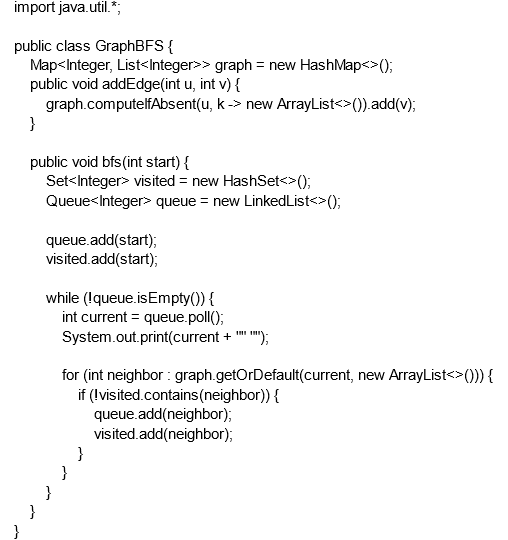 import java.util.*;

public class GraphBFS {
    Map<Integer, List<Integer>> graph = new HashMap<>();
    public void addEdge(int u, int v) {
        graph.computeIfAbsent(u, k -> new ArrayList<>()).add(v);
    }

    public void bfs(int start) {
        Set<Integer> visited = new HashSet<>();
        Queue<Integer> queue = new LinkedList<>();

        queue.add(start);
        visited.add(start);

        while (!queue.isEmpty()) {
            int current = queue.poll();
            System.out.print(current + "" "");

            for (int neighbor : graph.getOrDefault(current, new ArrayList<>())) {
                if (!visited.contains(neighbor)) {
                    queue.add(neighbor);
                    visited.add(neighbor);
                }
            }
        }
    }
}